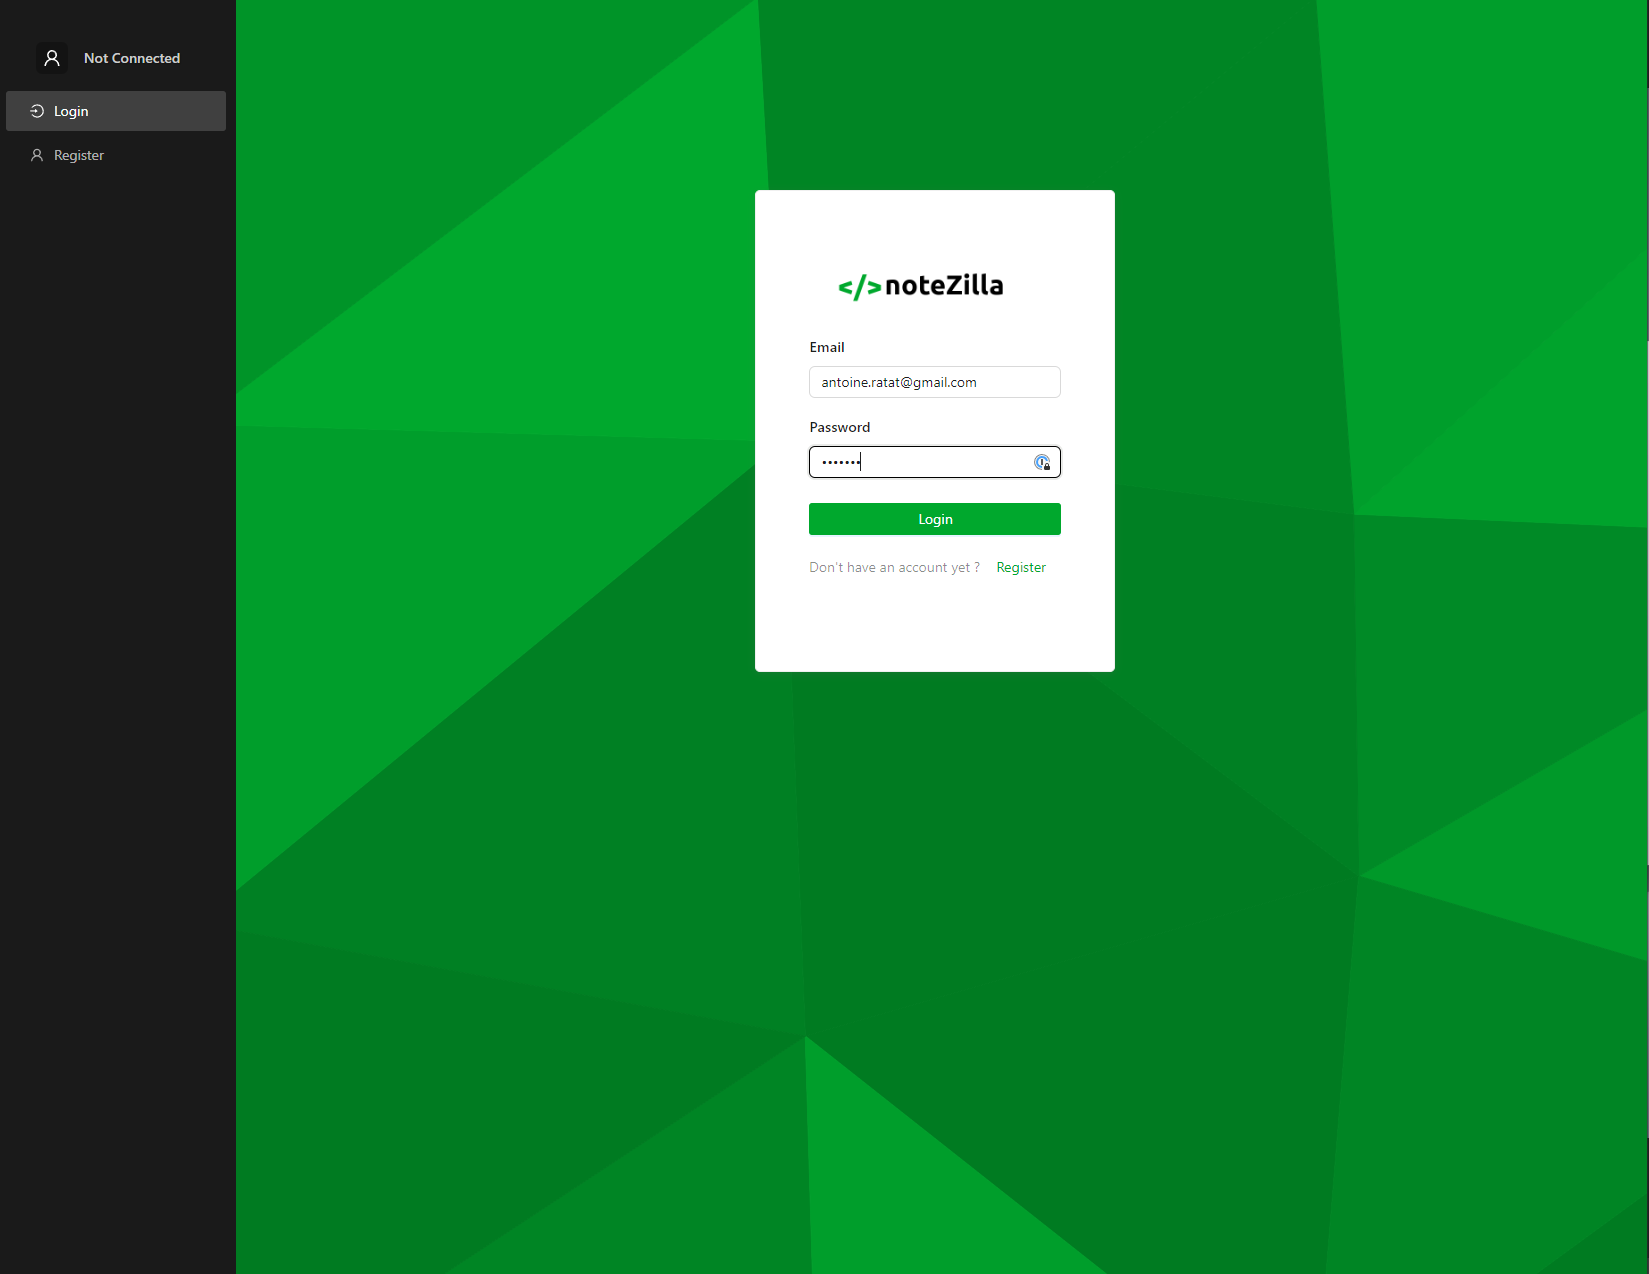 Not Connected
Login
Register
</>noteZilla
Email
antoine.ratat@gmail.com
Password
•••••••
Login
Don't have an account yet ? Register